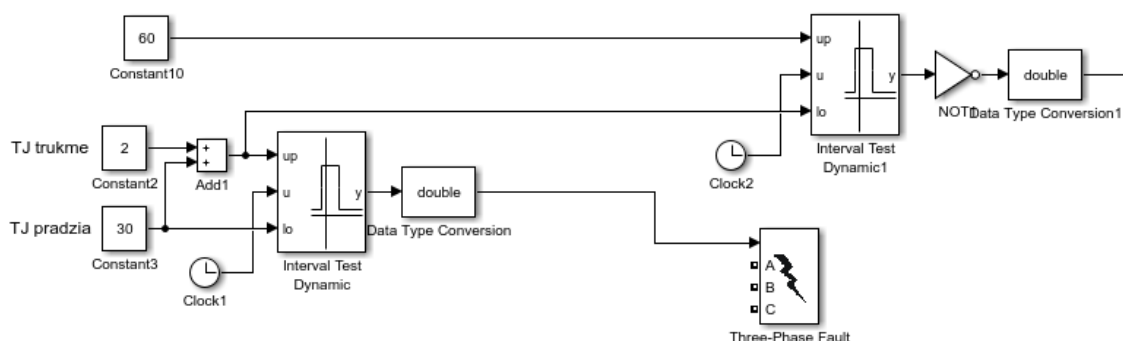 60
Constant10
up
u
lo
y
Interval Test
Dynamic1
NOT1
double
Data Type Conversion1
Clock2
TJ trukme
2
Constant2
+
+
Add1
TJ pradzia
30
Constant3
up
u
lo
y
Interval Test
Dynamic
Clock1
double
Data Type Conversion
A
B
C
Three-Phase Fault